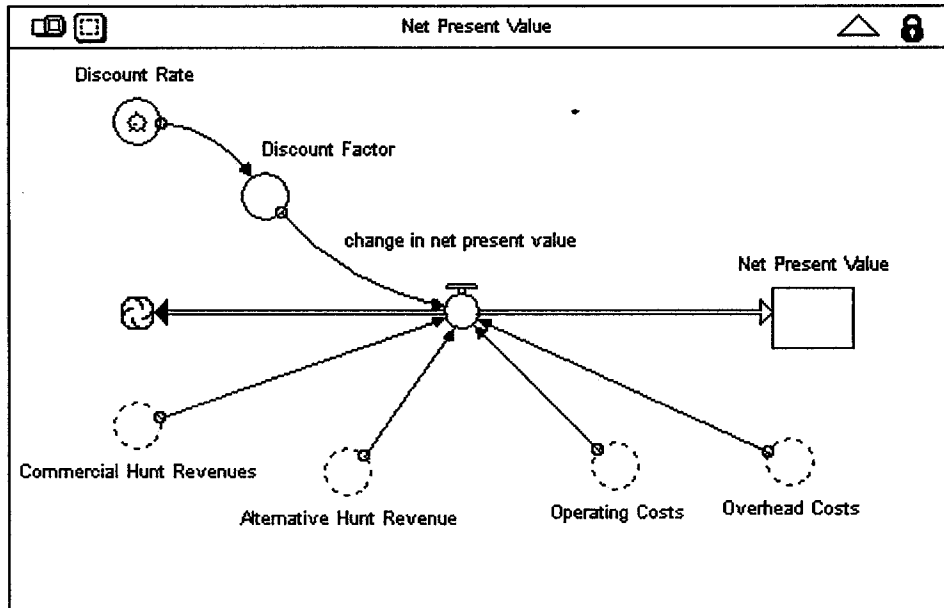 Net Present Value
Discount Rate
Discount Factor
change in net present value
Net Present Value
Commercial Hunt Revenues
Alternative Hunt Revenue
Operating Costs
Overhead Costs